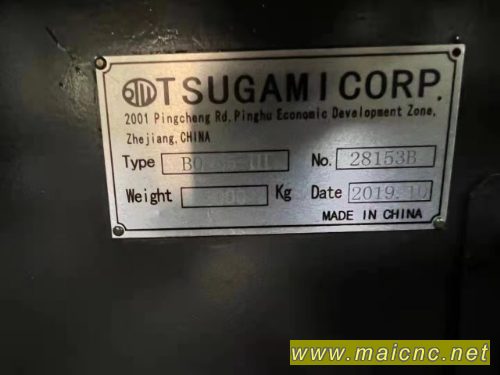 TSUGAMI CORP.
2001 Pingcheng Rd. Pinghu Economic Development Zone,
Zhejiang, CHINA
Type No. 28153B
Weight Kg Date 2019. 10
MADE IN CHINA
www.maicnc.net